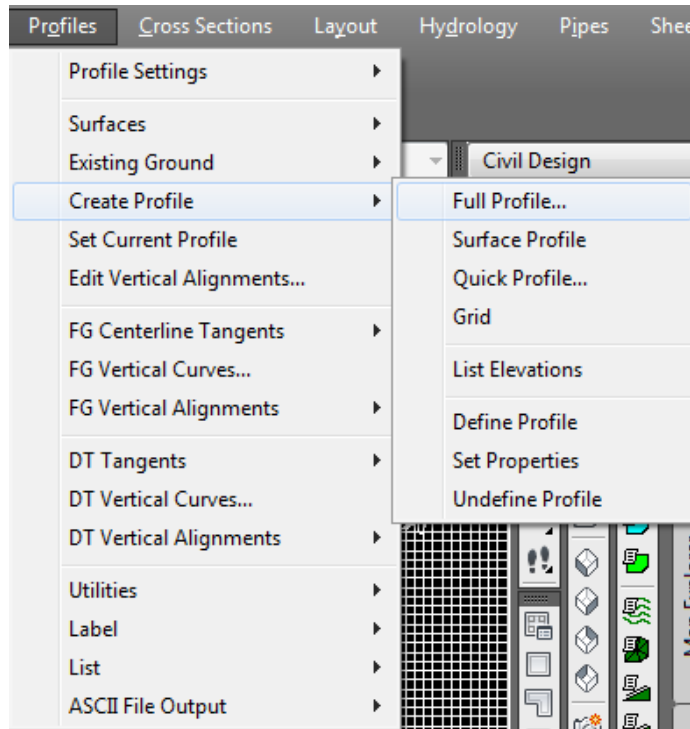 Profiles Cross Sections Layout Hydrology Pipes Shee
Profile Settings
Surfaces
Existing Ground
Civil Design
Create Profile
Full Profile...
Set Current Profile
Surface Profile
Edit Vertical Alignments...
Quick Profile...
Grid
FG Centerline Tangents
FG Vertical Curves...
List Elevations
FG Vertical Alignments
Define Profile
DT Tangents
Set Properties
DT Vertical Curves...
Undefine Profile
DT Vertical Alignments
Utilities
Label
List
ASCII File Output